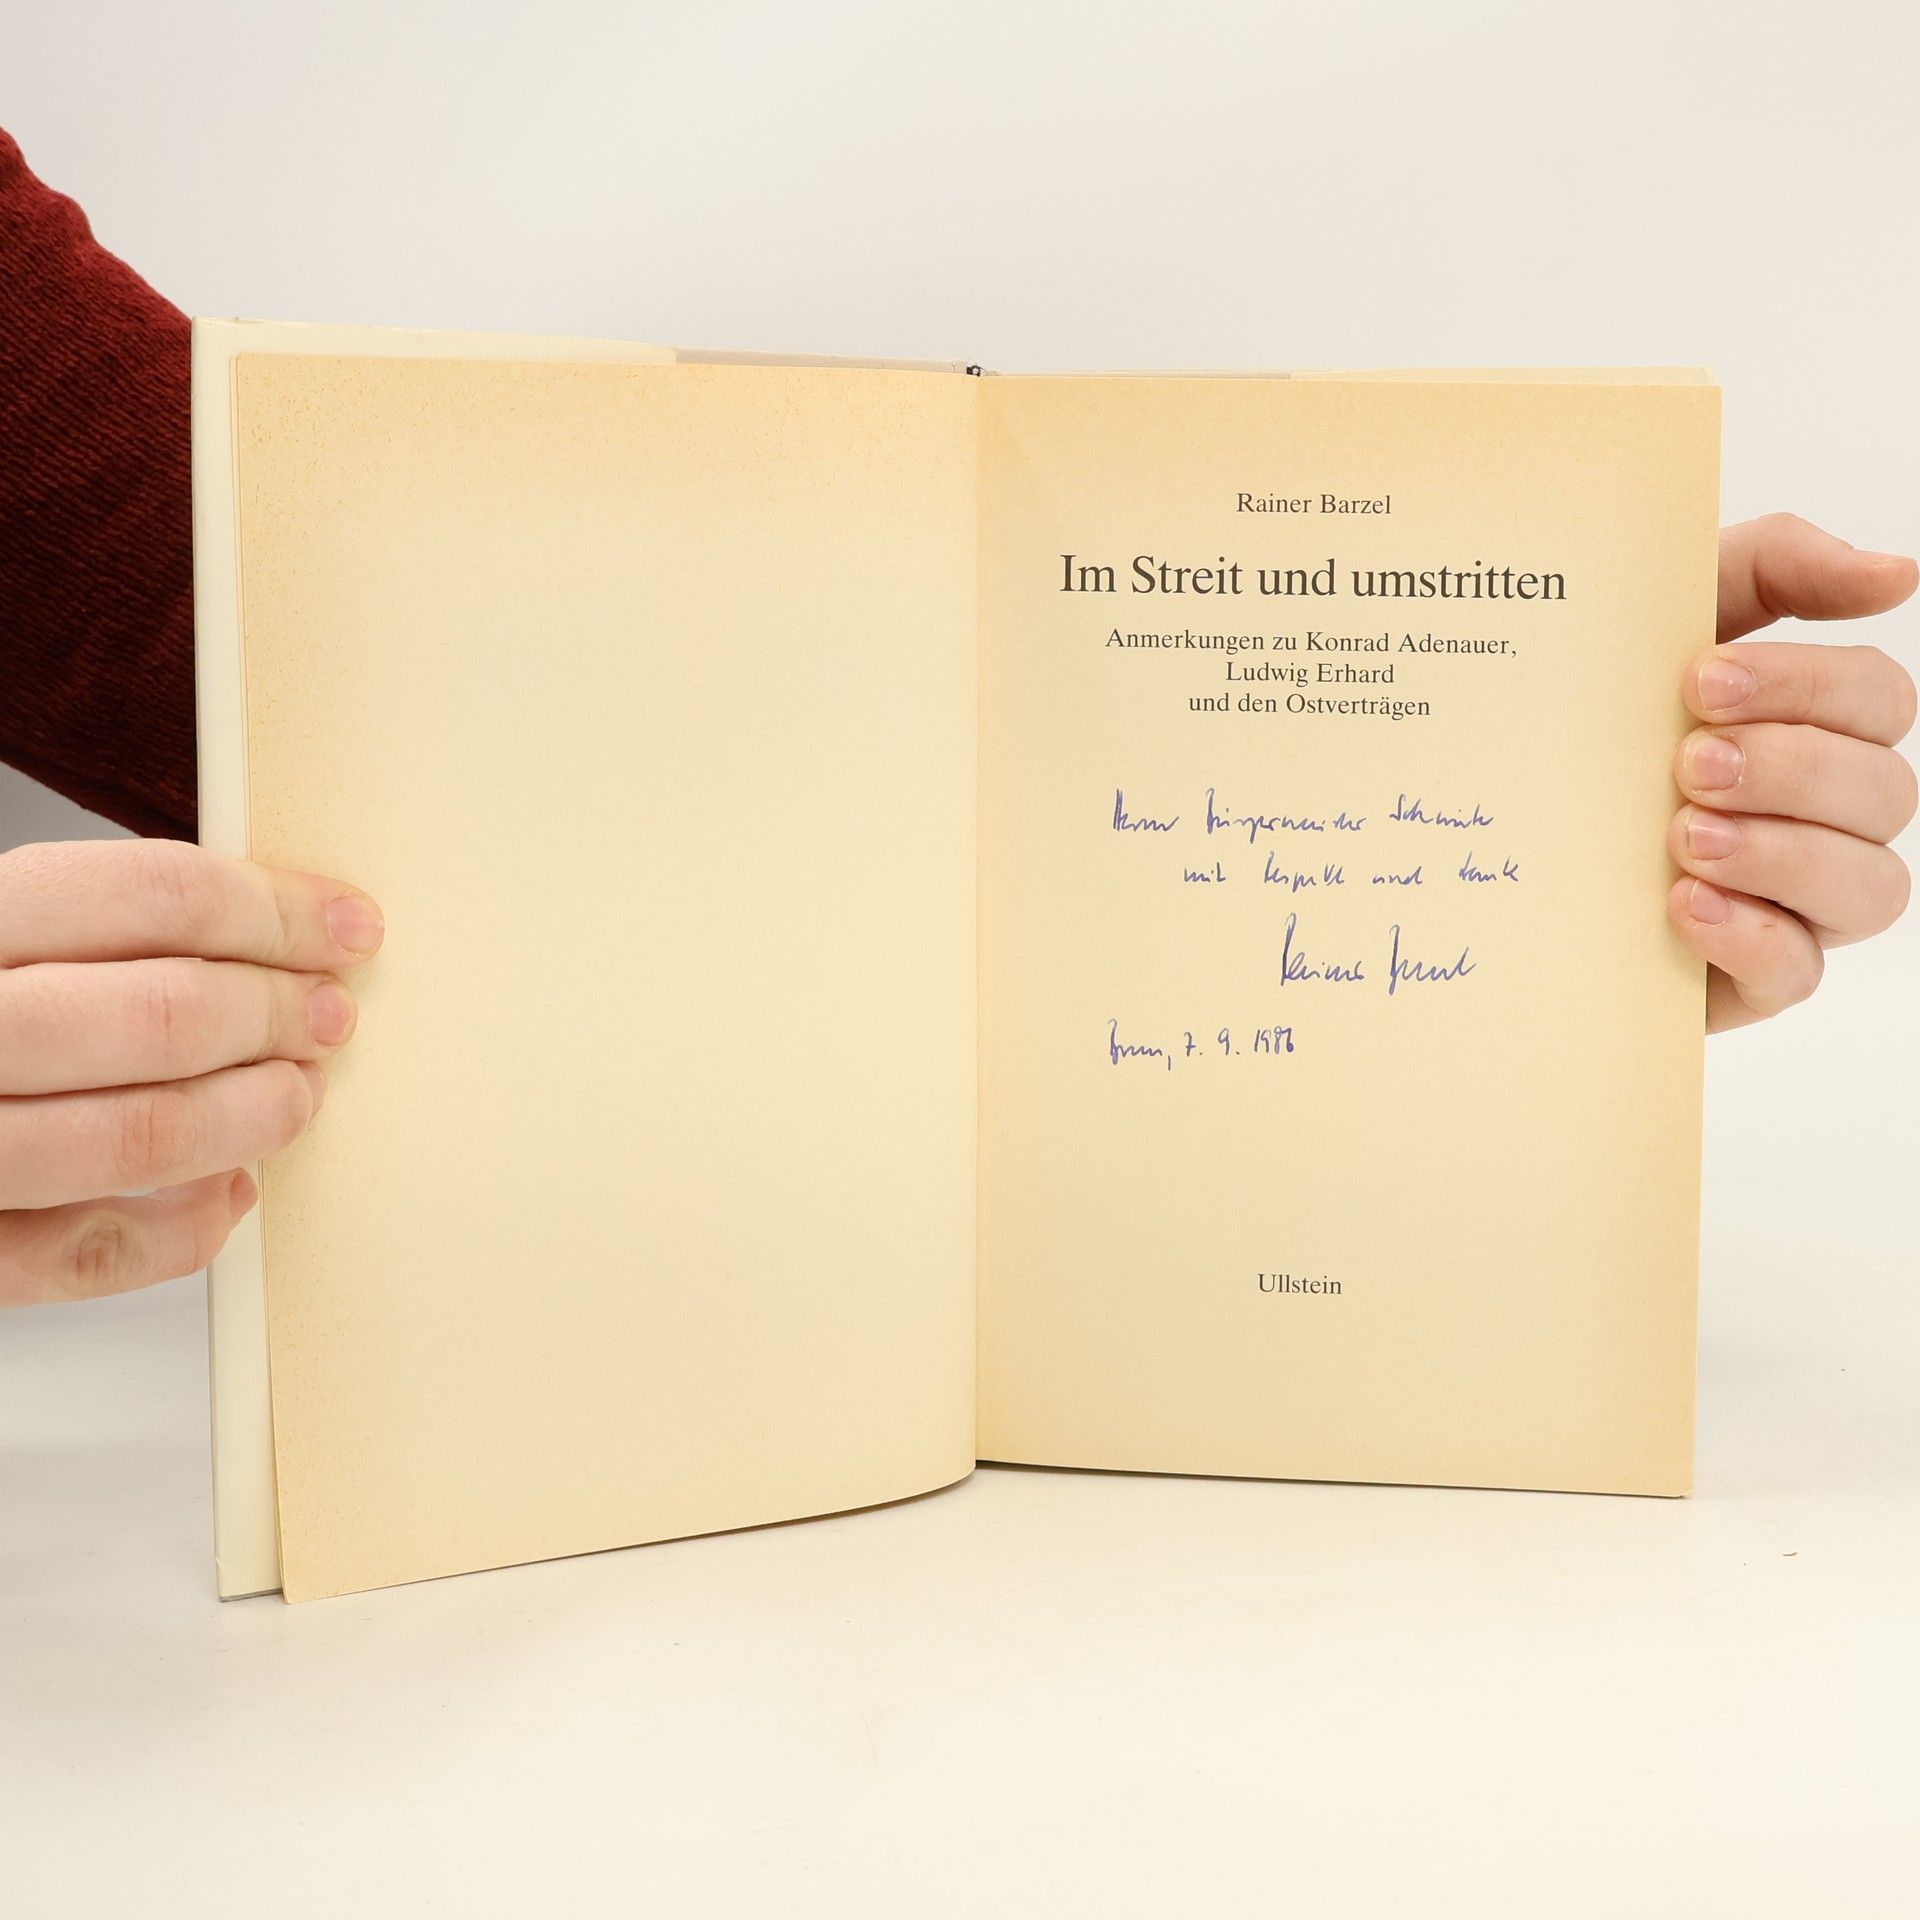 Rainer Barzel
Im Streit und umstritten
Anmerkungen zu Konrad Adenauer,
Ludwig Erhard
und den Ostverträgen
Herrn Bürgermeister
mit Respekt und Dank
Rainer Barzel
Bonn, 7. 9. 1986
Ullstein